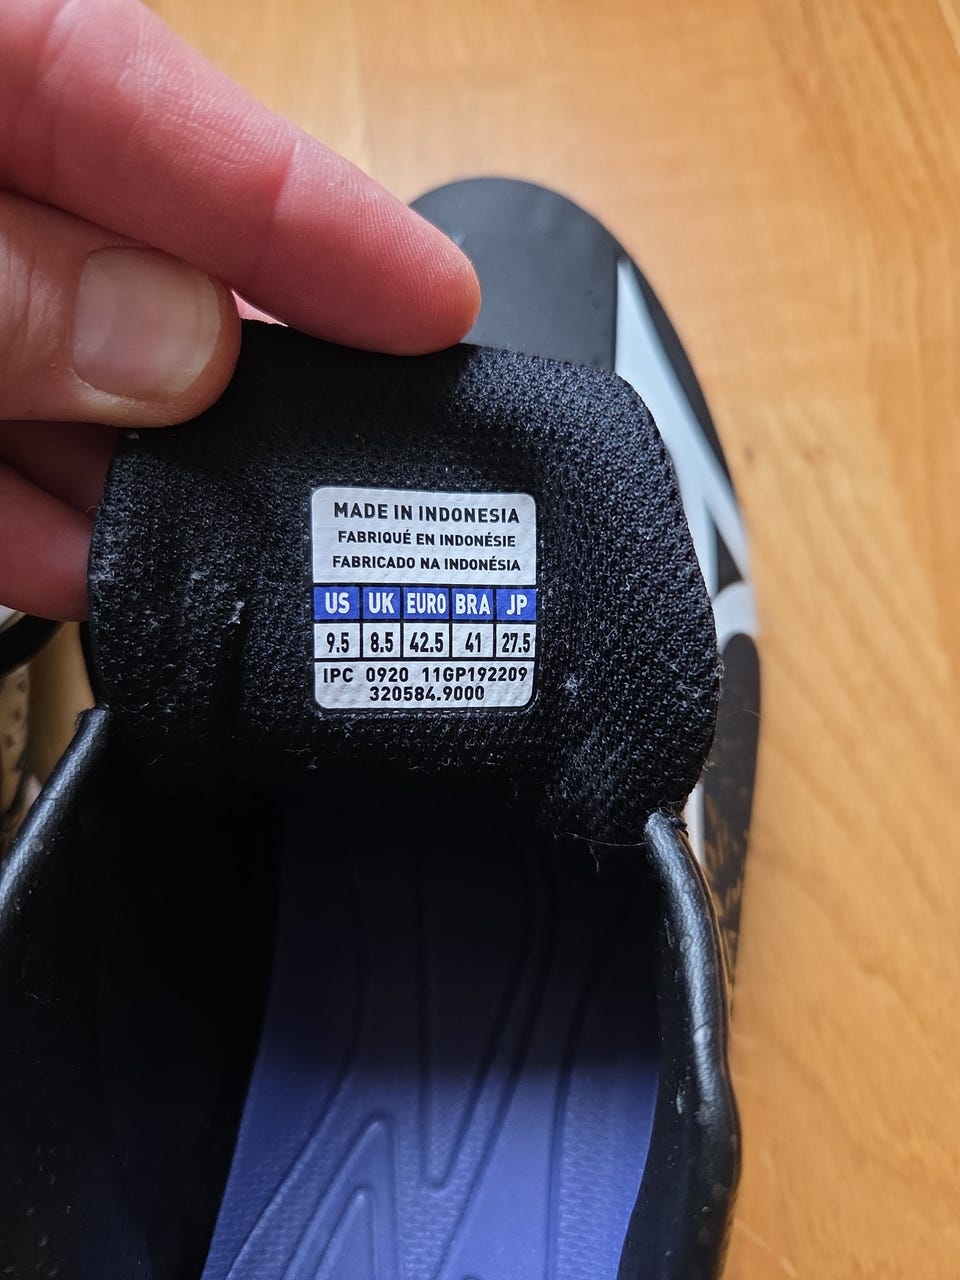 MADE IN INDONESIA
FABRIQUÉ EN INDONÉSIE
FABRICADO NA INDONÉSIA
US UK EURO BRA JP
9.5 8.5 42.5 41 27.5
IPC 0920 11GP192209
320584.9000